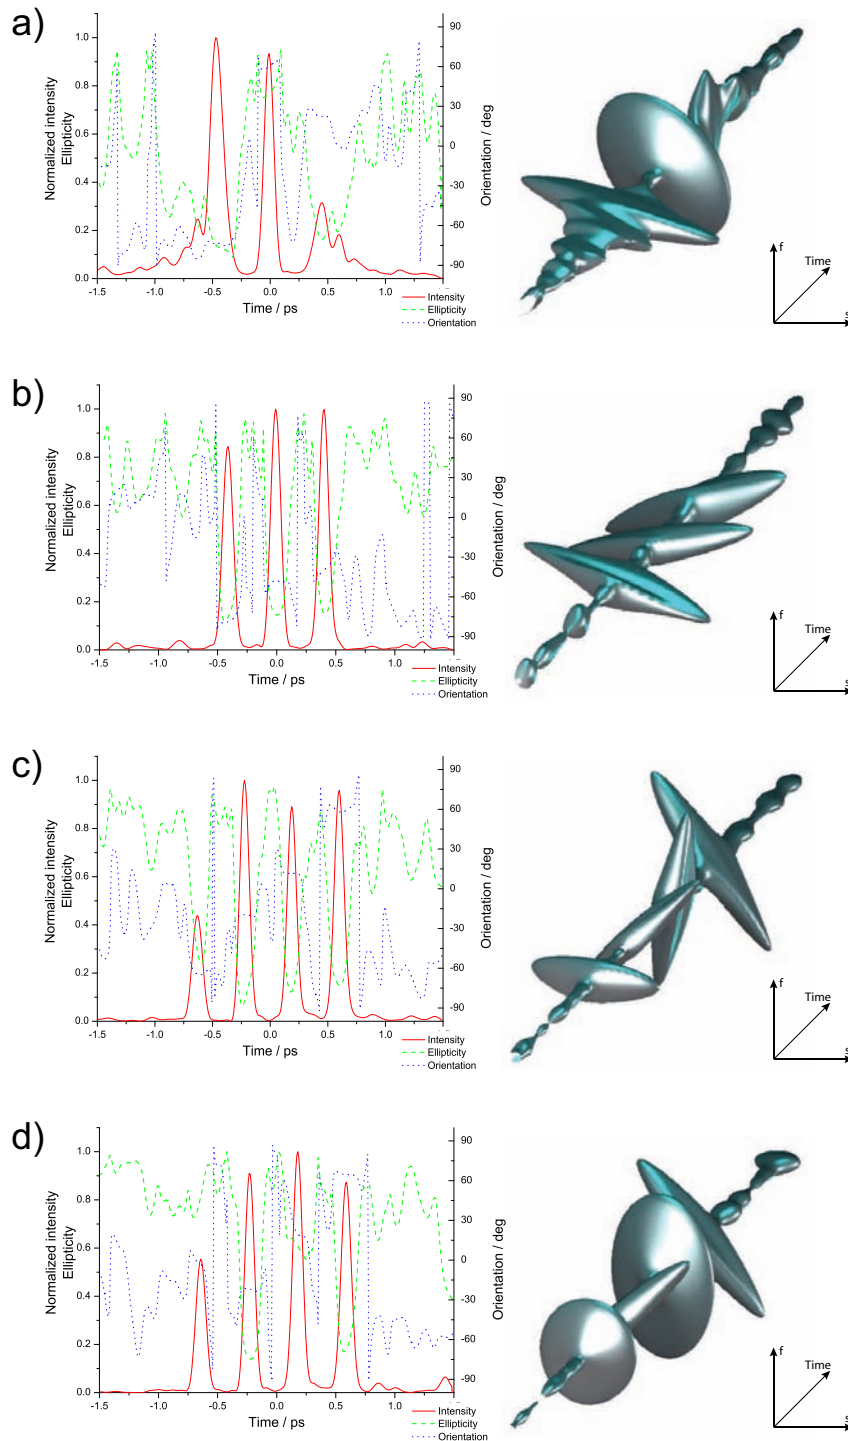 a)
Normalized intensity
Ellipticity
1.0
0.8
0.6
0.4
0.2
0.0
-1.5
-1.0
-0.5
0.0
0.5
1.0
Time / ps
90
60
30
0
-30
-60
-90
Orientation / deg
Intensity
Ellipticity
Orientation
f
Time
s
b)
Normalized intensity
Ellipticity
1.0
0.8
0.6
0.4
0.2
0.0
-1.5
-1.0
-0.5
0.0
0.5
1.0
Time / ps
90
60
30
0
-30
-60
-90
Orientation / deg
Intensity
Ellipticity
Orientation
f
Time
s
c)
Normalized intensity
Ellipticity
1.0
0.8
0.6
0.4
0.2
0.0
-1.5
-1.0
-0.5
0.0
0.5
1.0
Time / ps
90
60
30
0
-30
-60
-90
Orientation / deg
Intensity
Ellipticity
Orientation
f
Time
s
d)
Normalized intensity
Ellipticity
1.0
0.8
0.6
0.4
0.2
0.0
-1.5
-1.0
-0.5
0.0
0.5
1.0
Time / ps
90
60
30
0
-30
-60
-90
Orientation / deg
Intensity
Ellipticity
Orientation
f
Time
s